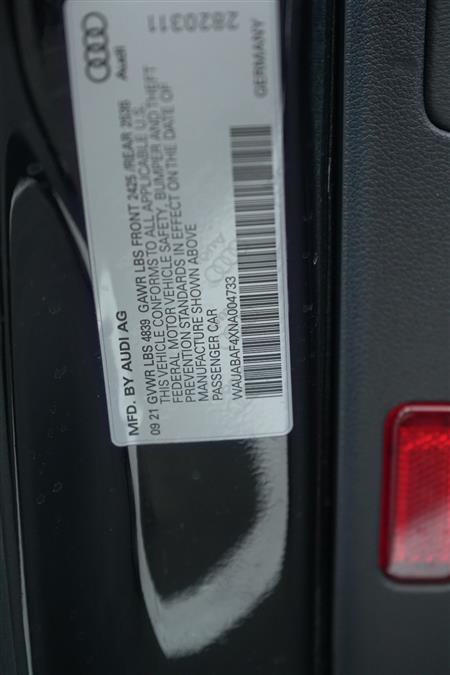 Audi
2820311
GERMANY
MFD. BY AUDI AG
09 21 GVWR LBS 4839 GAWR LBS FRONT 2425 /REAR 2535
THIS VEHICLE CONFORMS TO ALL APPLICABLE U.S.
FEDERAL MOTOR VEHICLE SAFETY, BUMPER AND THEFT
PREVENTION STANDARDS IN EFFECT ON THE DATE OF
MANUFACTURE SHOWN ABOVE
PASSENGER CAR
WAUABAF4XNA004733
Audi